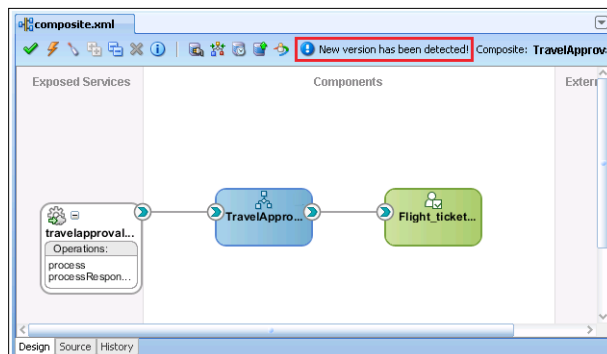 composite.xml
New version has been detected! Composite: TravelApprov
Exposed Services
Components
Extern
travelapproval...
Operations:
process
processRespon...
TravelAppro...
Flight_ticket...
Design Source History